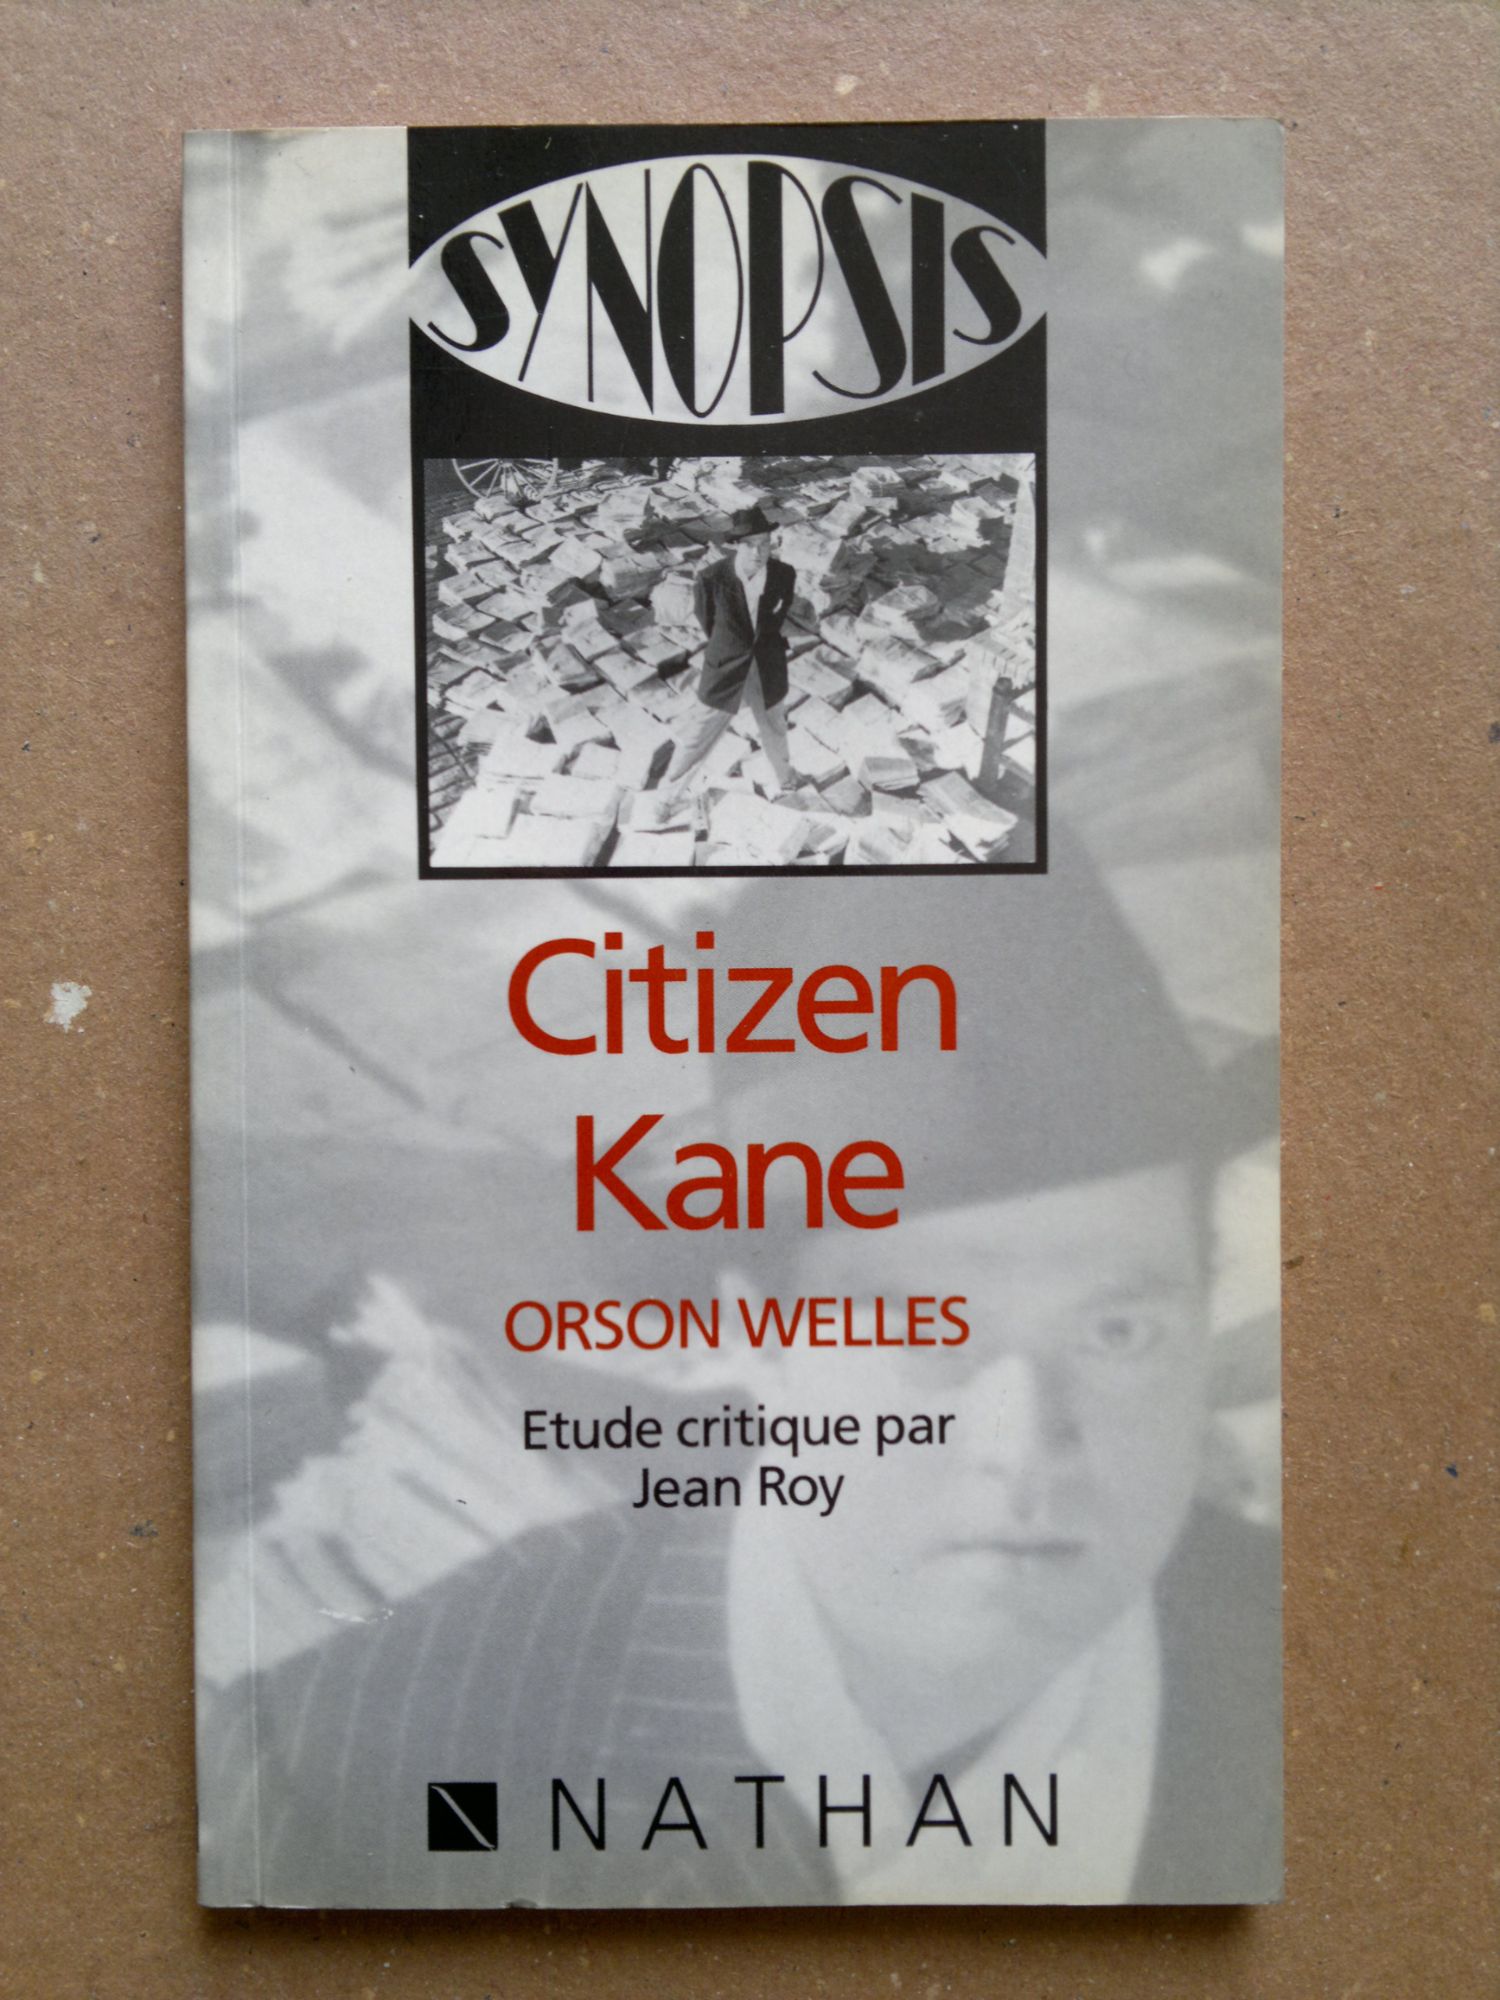 SYNOPSIS
Citizen
Kane
ORSON WELLES
Etude critique par
Jean Roy
NATHAN